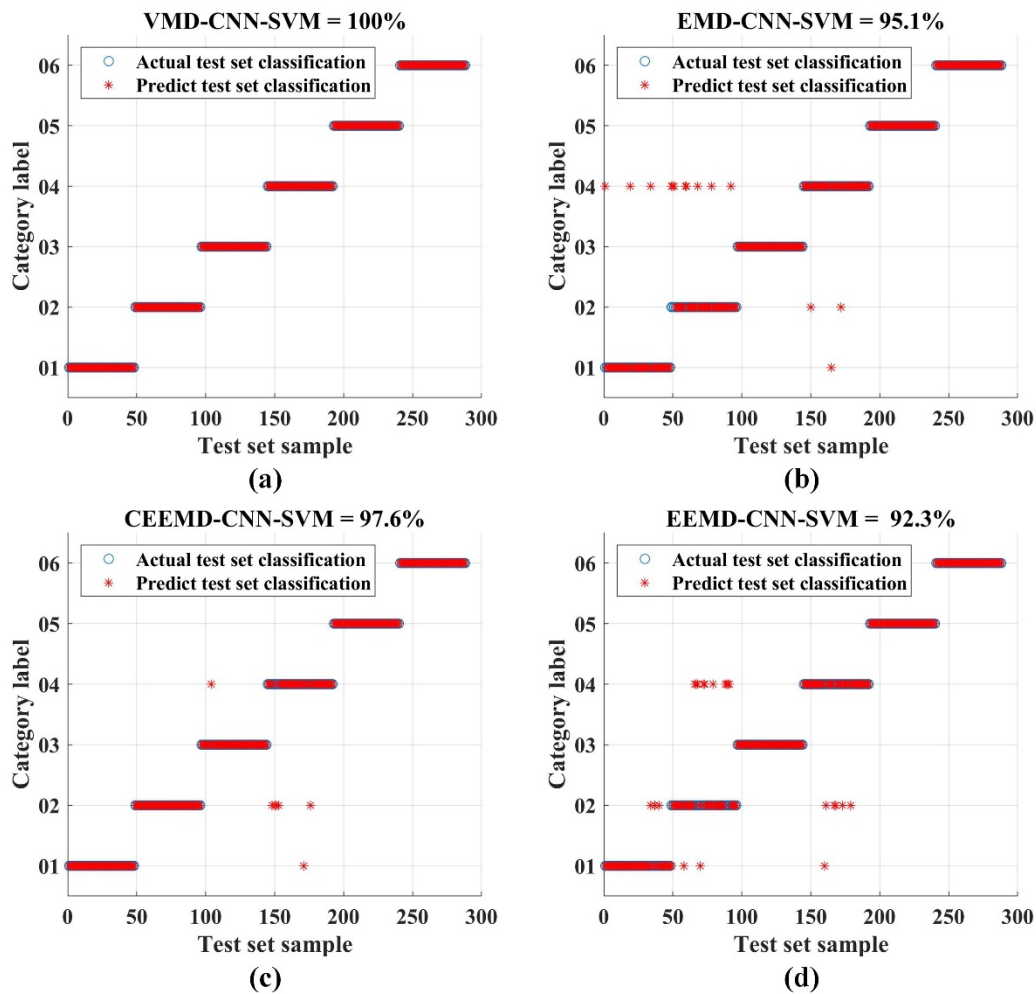 VMD-CNN-SVM = 100%
Actual test set classification
Predict test set classification
06
05
04
03
02
01
Category label
0 50 100 150 200 250 300
Test set sample
(a)
EMD-CNN-SVM = 95.1%
Actual test set classification
Predict test set classification
06
05
04
03
02
01
Category label
0 50 100 150 200 250 300
Test set sample
(b)
CEEMD-CNN-SVM = 97.6%
Actual test set classification
Predict test set classification
06
05
04
03
02
01
Category label
0 50 100 150 200 250 300
Test set sample
(c)
EEMD-CNN-SVM = 92.3%
Actual test set classification
Predict test set classification
06
05
04
03
02
01
Category label
0 50 100 150 200 250 300
Test set sample
(d)